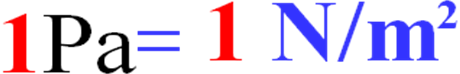 1Pa= 1 N/m²